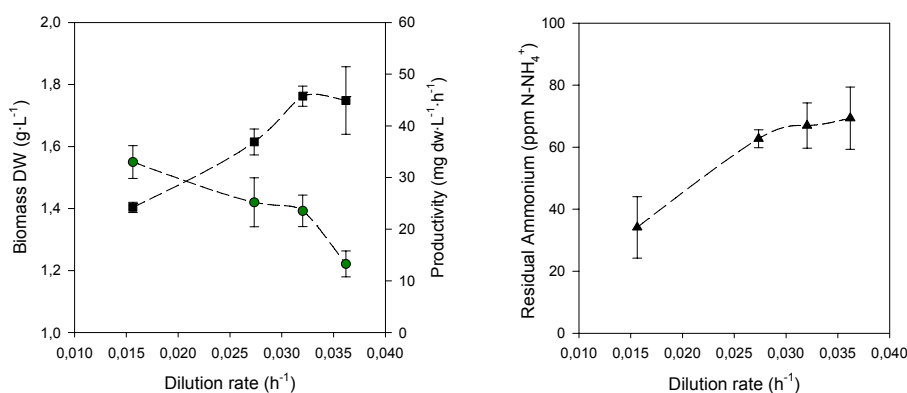 Biomass DW (g·L⁻¹)
2,0
1,8
1,6
1,4
1,2
1,0
60
50
40
30
20
10
0
Productivity (mg dw·L⁻¹·h⁻¹)
0,010 0,015 0,020 0,025 0,030 0,035 0,040
Dilution rate (h⁻¹)
Residual Ammonium (ppm N-NH₄⁺)
100
80
60
40
20
0
0,010 0,015 0,020 0,025 0,030 0,035 0,040
Dilution rate (h⁻¹)